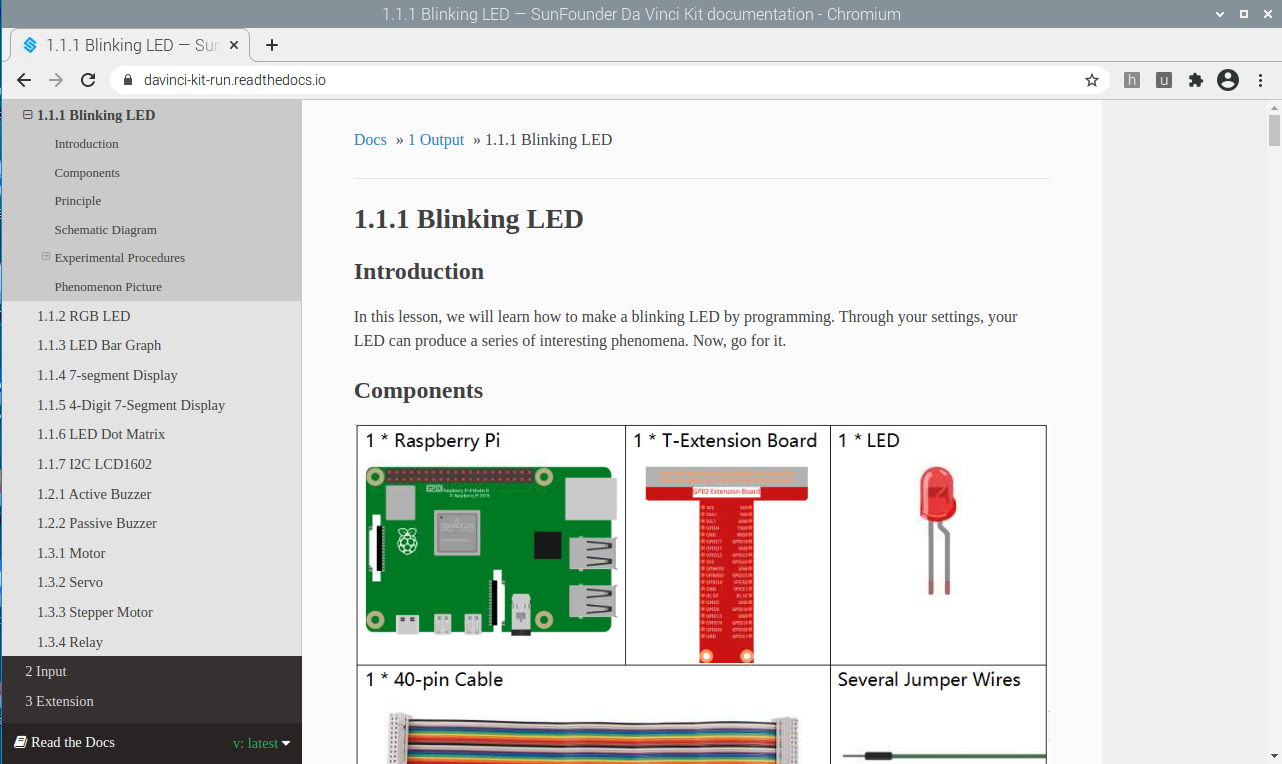 1.1.1 Blinking LED — SunFounder Da Vinci Kit documentation - Chromium
1.1.1 Blinking LED — Sun
davinci-kit-run.readthedocs.io
h
u
1.1.1 Blinking LED
Introduction
Components
Principle
Schematic Diagram
Experimental Procedures
Phenomenon Picture
1.1.2 RGB LED
1.1.3 LED Bar Graph
1.1.4 7-segment Display
1.1.5 4-Digit 7-Segment Display
1.1.6 LED Dot Matrix
1.1.7 I2C LCD1602
1.2.1 Active Buzzer
1.2.2 Passive Buzzer
1.3.1 Motor
1.3.2 Servo
1.3.3 Stepper Motor
1.3.4 Relay
2 Input
3 Extension
Read the Docs
v: latest
Docs » 1 Output » 1.1.1 Blinking LED
1.1.1 Blinking LED
Introduction
In this lesson, we will learn how to make a blinking LED by programming. Through your settings, your
LED can produce a series of interesting phenomena. Now, go for it.
Components
1 * Raspberry Pi
1 * T-Extension Board
1 * LED
GPIO Extension Board
1 * 40-pin Cable
Several Jumper Wires